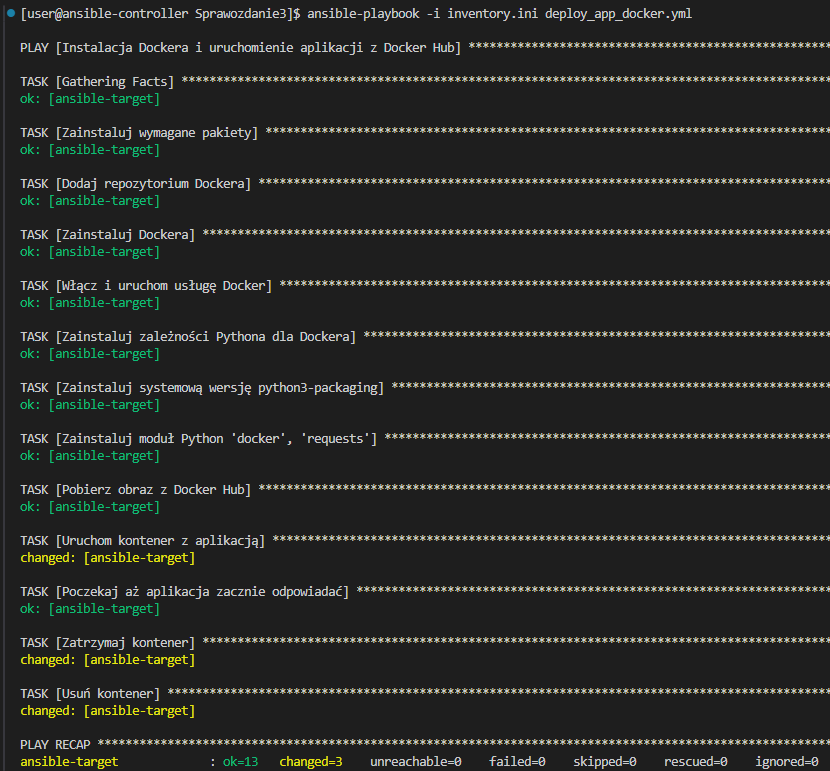 [user@ansible-controller Sprawozdanie3]$ ansible-playbook -i inventory.ini deploy_app_docker.yml
PLAY [Instalacja Dockera i uruchomienie aplikacji z Docker Hub] ****************************************************
TASK [Gathering Facts] *********************************************************************************************
ok: [ansible-target]
TASK [Zainstaluj wymagane pakiety] *********************************************************************************
ok: [ansible-target]
TASK [Dodaj repozytorium Dockera] **********************************************************************************
ok: [ansible-target]
TASK [Zainstaluj Dockera] ******************************************************************************************
ok: [ansible-target]
TASK [Włącz i uruchom usługę Docker] *******************************************************************************
ok: [ansible-target]
TASK [Zainstaluj zależności Pythona dla Dockera] *******************************************************************
ok: [ansible-target]
TASK [Zainstaluj systemową wersję python3-packaging] ***************************************************************
ok: [ansible-target]
TASK [Zainstaluj moduł Python 'docker', 'requests'] ****************************************************************
ok: [ansible-target]
TASK [Pobierz obraz z Docker Hub] **********************************************************************************
ok: [ansible-target]
TASK [Uruchom kontener z aplikacją] ********************************************************************************
changed: [ansible-target]
TASK [Poczekaj aż aplikacja zacznie odpowiadać] ********************************************************************
ok: [ansible-target]
TASK [Zatrzymaj kontener] ******************************************************************************************
changed: [ansible-target]
TASK [Usuń kontener] ***********************************************************************************************
changed: [ansible-target]
PLAY RECAP *********************************************************************************************************
ansible-target             : ok=13   changed=3    unreachable=0    failed=0    skipped=0    rescued=0    ignored=0